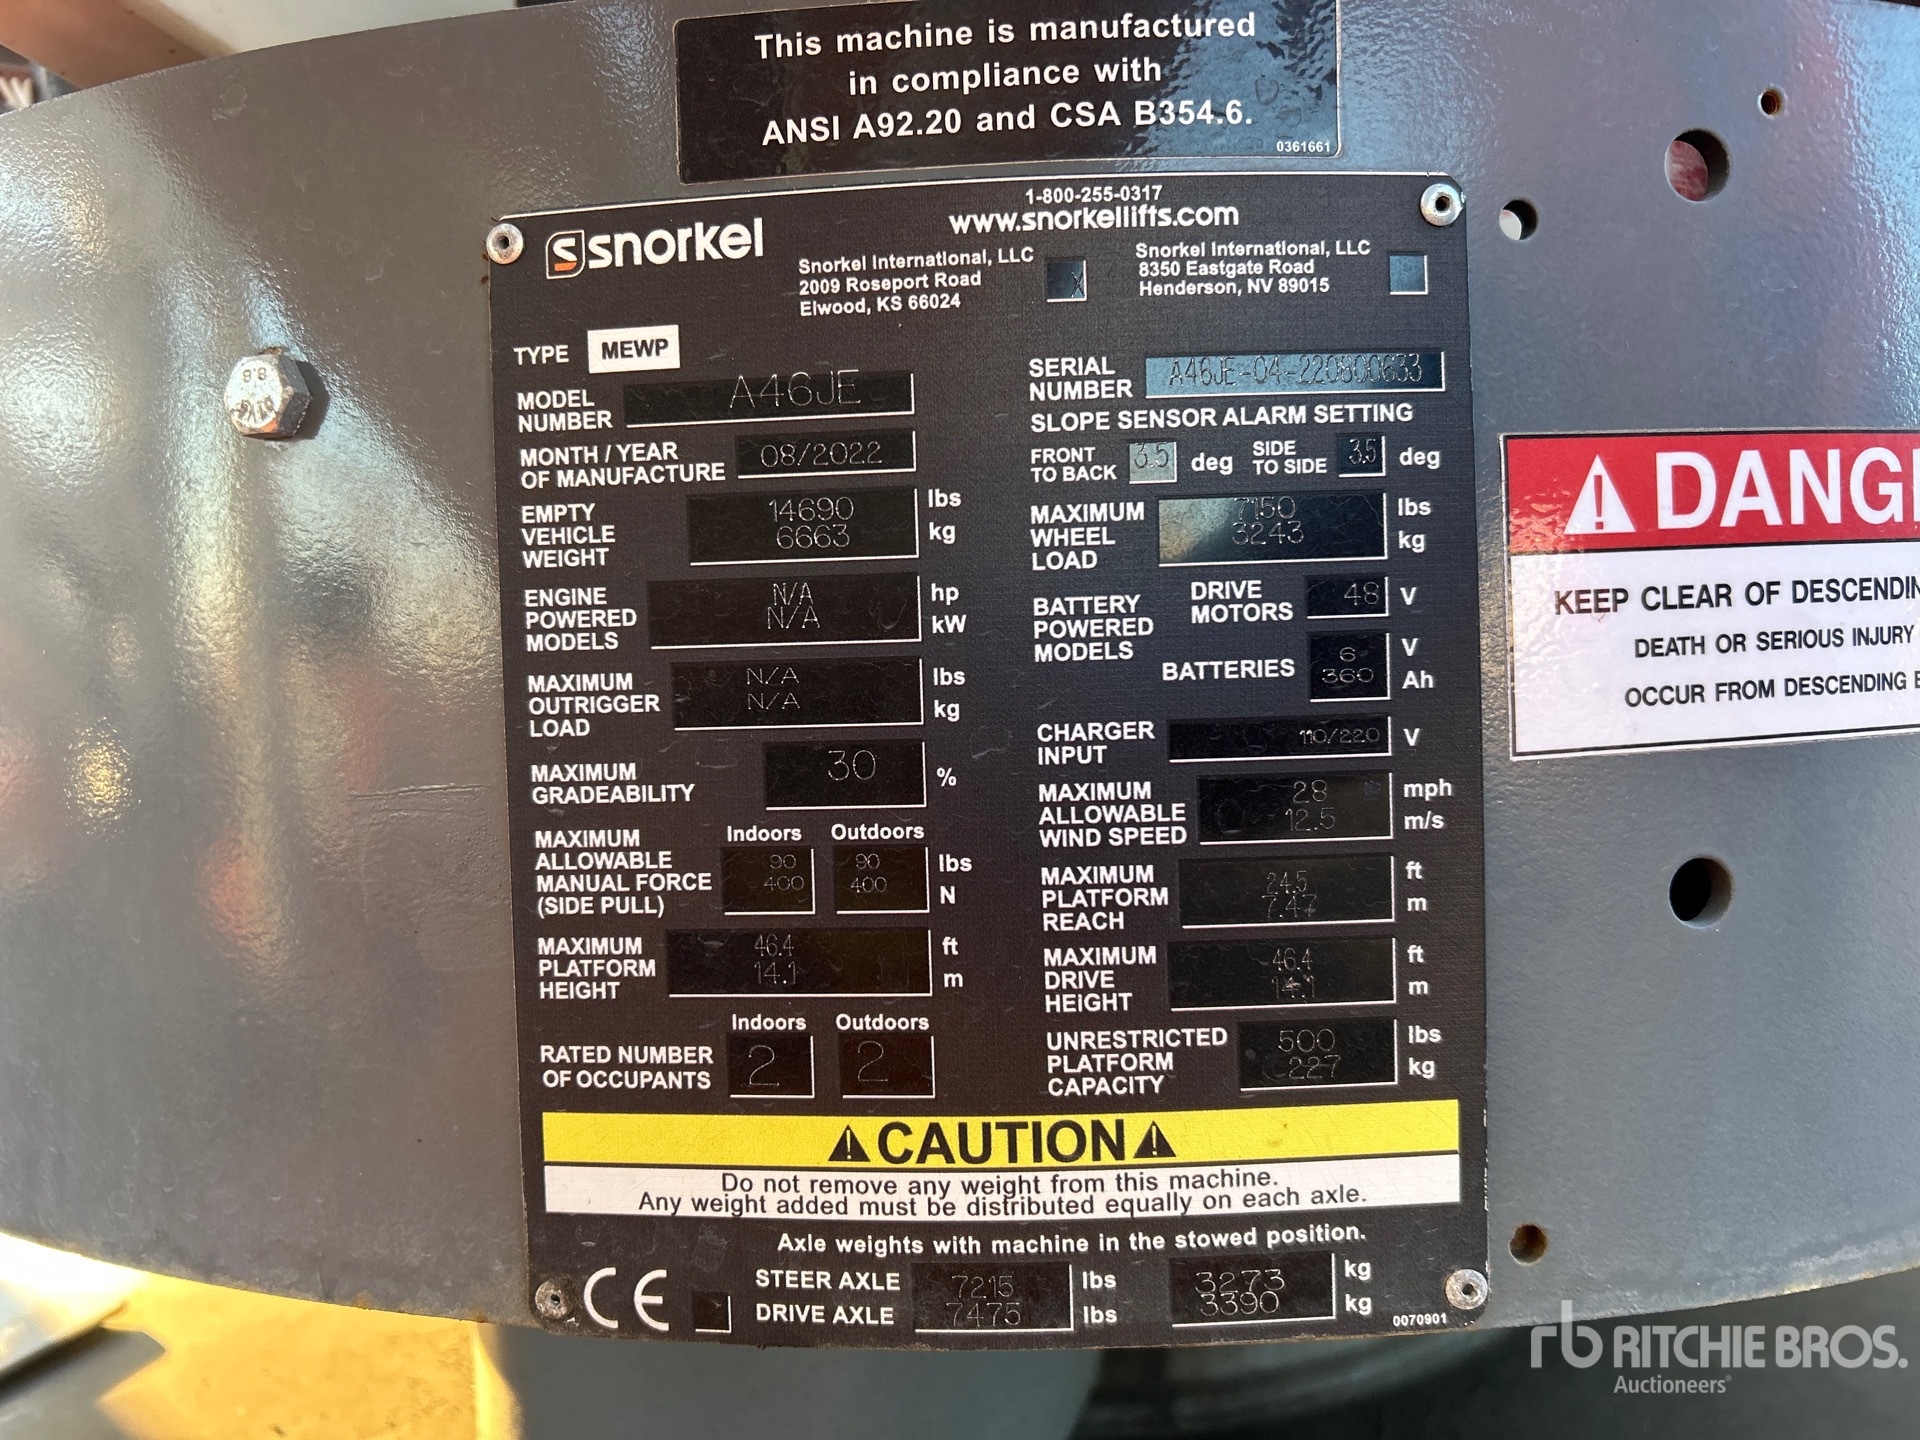 This machine is manufactured
in compliance with
ANSI A92.20 and CSA B354.6.
0361661
snorkel
1-800-255-0317
www.snorkellifts.com
Snorkel International, LLC
2009 Roseport Road
Elwood, KS 66024
X
Snorkel International, LLC
8350 Eastgate Road
Henderson, NV 89015
TYPE MEWP
MODEL
NUMBER
A46JE
MONTH / YEAR
OF MANUFACTURE
08/2022
EMPTY
VEHICLE
WEIGHT
14690 lbs
6663 kg
ENGINE
POWERED
MODELS
N/A hp
N/A kW
MAXIMUM
OUTRIGGER
LOAD
N/A lbs
N/A kg
MAXIMUM
GRADEABILITY
30 %
MAXIMUM
ALLOWABLE
MANUAL FORCE
(SIDE PULL)
Indoors Outdoors
90 90 lbs
400 400 N
MAXIMUM
PLATFORM
HEIGHT
46.4 ft
14.1 m
Indoors Outdoors
RATED NUMBER
OF OCCUPANTS
2 2
SERIAL
NUMBER
A46JE-04-220800633
SLOPE SENSOR ALARM SETTING
FRONT
TO BACK
3.5 deg
SIDE
TO SIDE
3.5 deg
MAXIMUM
WHEEL
LOAD
7150 lbs
3243 kg
BATTERY
POWERED
MODELS
DRIVE
MOTORS
48 V
BATTERIES
6 V
360 Ah
CHARGER
INPUT
110/220 V
MAXIMUM
ALLOWABLE
WIND SPEED
28 mph
12.5 m/s
MAXIMUM
PLATFORM
REACH
24.5 ft
7.47 m
MAXIMUM
DRIVE
HEIGHT
46.4 ft
14.1 m
UNRESTRICTED
PLATFORM
CAPACITY
500 lbs
227 kg
CAUTION
Do not remove any weight from this machine.
Any weight added must be distributed equally on each axle.
Axle weights with machine in the stowed position.
CE
STEER AXLE 7215 lbs 3273 kg
DRIVE AXLE 7475 lbs 3390 kg
0070901
DANG
KEEP CLEAR OF DESCENDIN
DEATH OR SERIOUS INJURY
OCCUR FROM DESCENDING
8.8
rb RITCHIE BROS.
Auctioneers